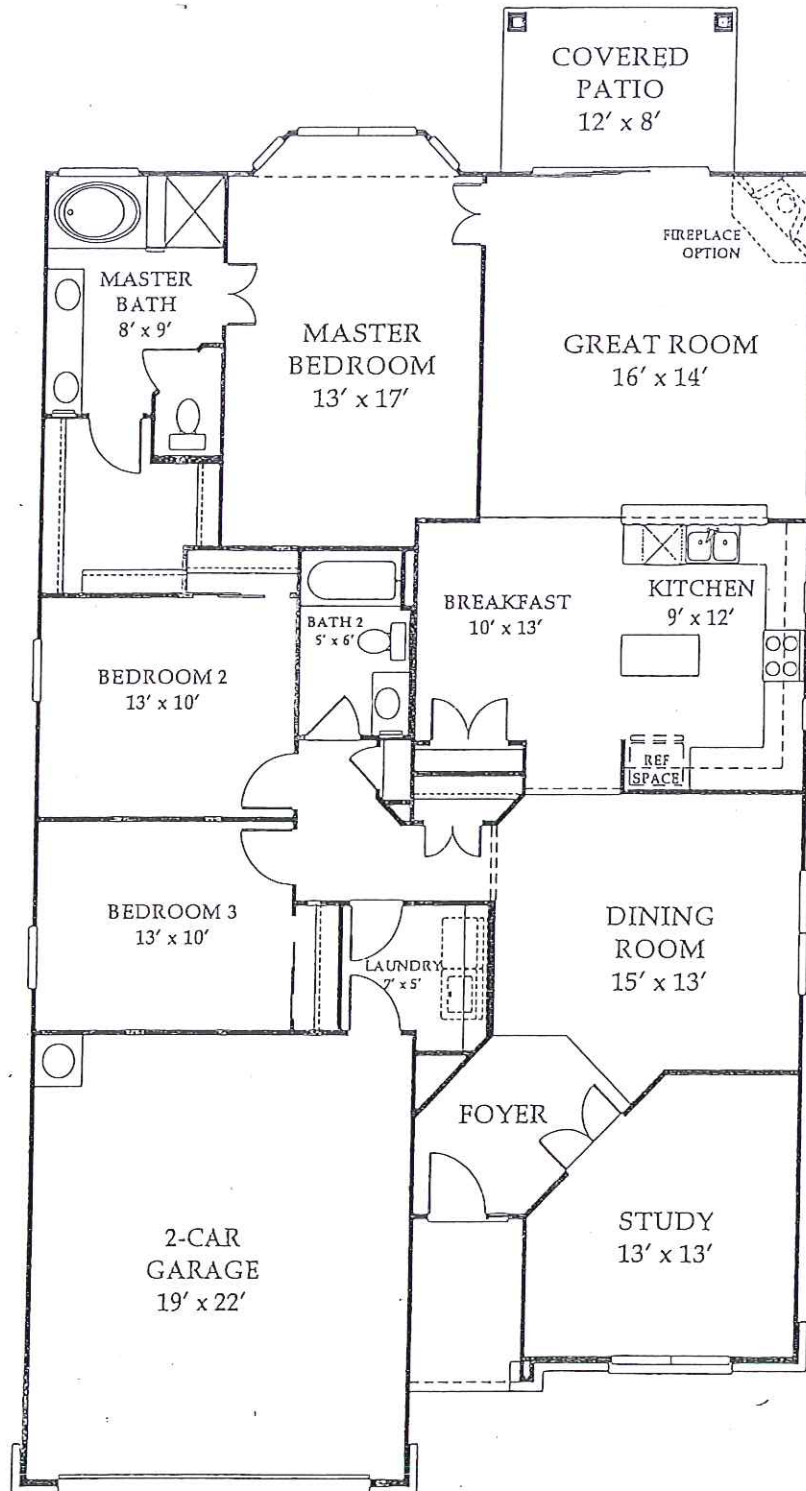 COVERED
PATIO
12' x 8'
FIREPLACE
OPTION
MASTER
BATH
8' x 9'
MASTER
BEDROOM
13' x 17'
GREAT ROOM
16' x 14'
BREAKFAST
10' x 13'
KITCHEN
9' x 12'
BATH 2
5' x 6'
BEDROOM 2
13' x 10'
REF
SPACE
BEDROOM 3
13' x 10'
DINING
ROOM
15' x 13'
LAUNDRY
7' x 5'
FOYER
STUDY
13' x 13'
2-CAR
GARAGE
19' x 22'